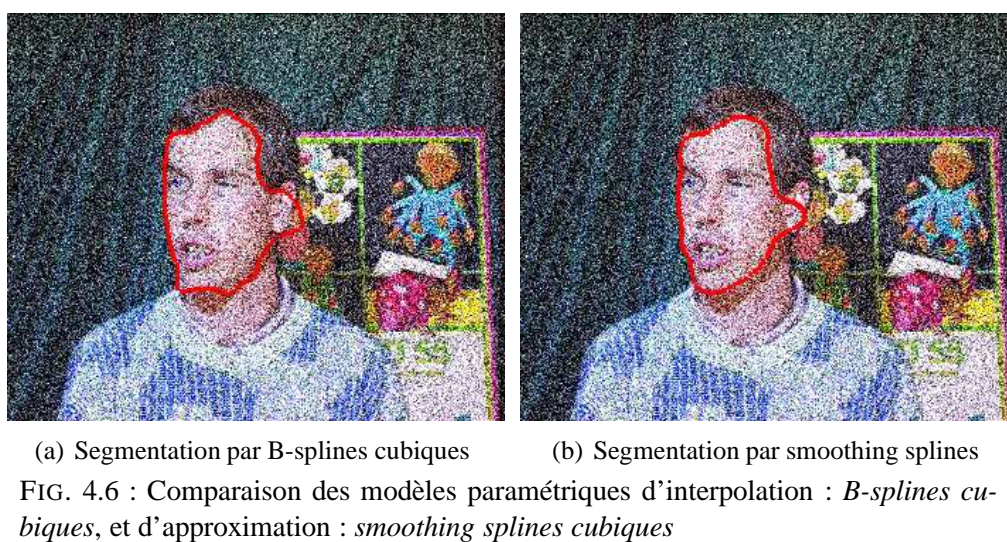 (a) Segmentation par B-splines cubiques
(b) Segmentation par smoothing splines
FIG. 4.6 : Comparaison des modèles paramétriques d'interpolation : B-splines cu-
biques, et d'approximation : smoothing splines cubiques